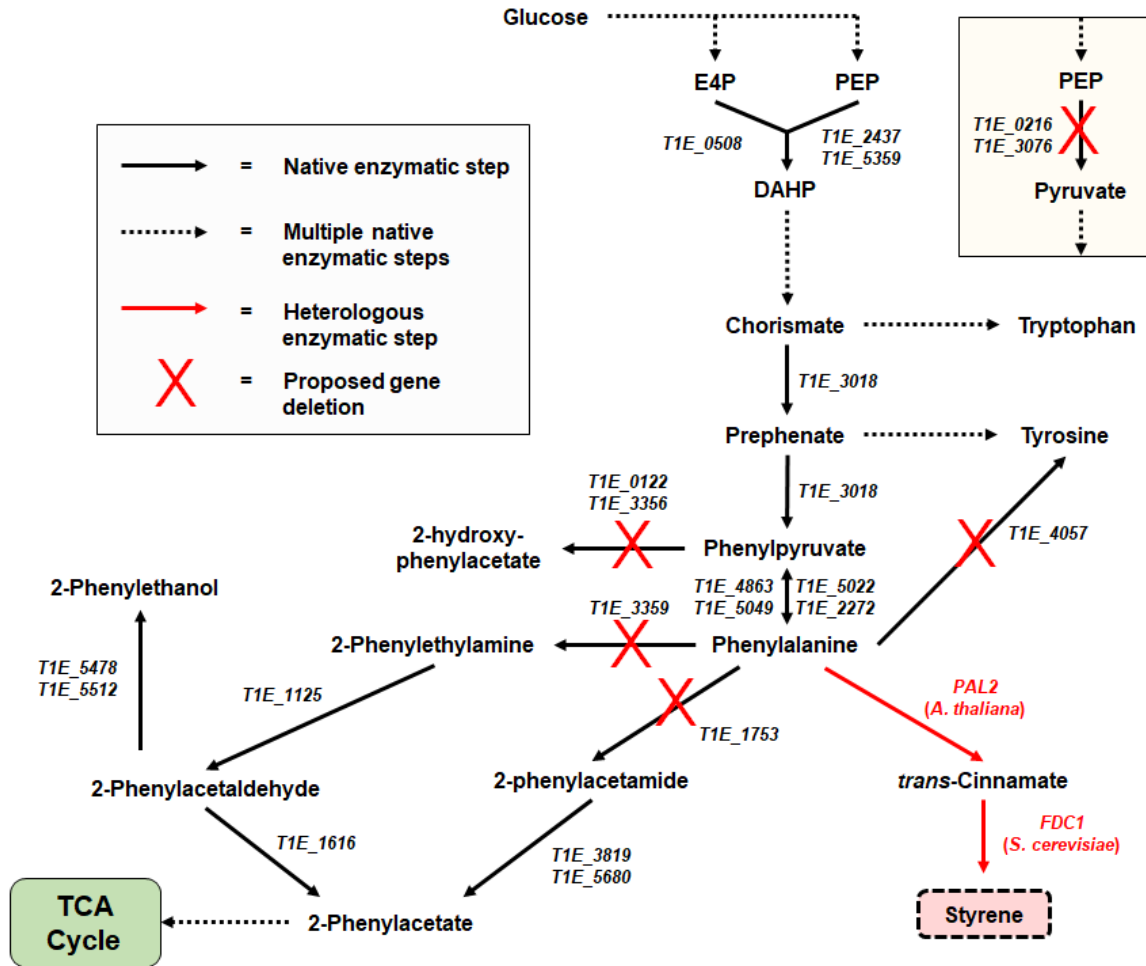 Glucose
E4P
PEP
T1E_0508
T1E_2437
T1E_5359
DAHP
PEP
T1E_0216
T1E_3076
Pyruvate
=
Native enzymatic step
=
Multiple native
enzymatic steps
=
Heterologous
enzymatic step
=
Proposed gene
deletion
Chorismate
Tryptophan
T1E_3018
Prephenate
Tyrosine
T1E_3018
T1E_0122
T1E_3356
2-hydroxy-
phenylacetate
Phenylpyruvate
T1E_4057
T1E_4863
T1E_5049
T1E_5022
T1E_2272
2-Phenylethanol
T1E_3359
2-Phenylethylamine
Phenylalanine
T1E_5478
T1E_5512
T1E_1125
T1E_1753
PAL2
(A. thaliana)
2-Phenylacetaldehyde
2-phenylacetamide
trans-Cinnamate
T1E_1616
T1E_3819
T1E_5680
FDC1
(S. cerevisiae)
TCA
Cycle
2-Phenylacetate
Styrene